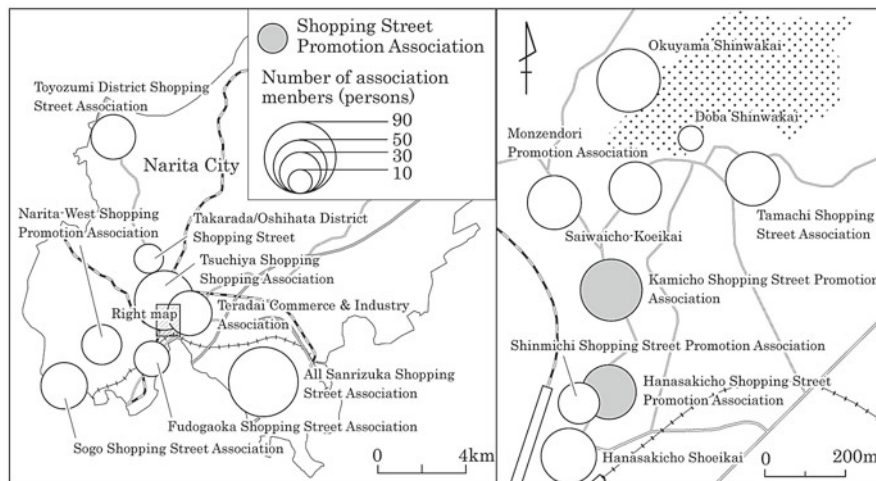 Shopping Street
Promotion Association
Number of association
menbers (persons)
90
50
30
10
Toyozumi District Shopping
Street Association
Narita City
Narita-West Shopping
Promotion Association
Takarada/Oshihata District
Shopping Street
Tsuchiya Shopping
Shopping Association
Teradai Commerce & Industry
Association
Right map
All Sanrizuka Shopping
Street Association
Fudogaoka Shopping Street Association
Sogo Shopping Street Association
0
4km
Okuyama Shinwakai
Doba Shinwakai
Monzendori
Promotion Association
Saiwaicho-Koeikai
Tamachi Shopping
Street Association
Kamicho Shopping Street Promotion
Association
Shinmichi Shopping Street Promotion Association
Hanasakicho Shopping Street
Promotion Association
Hanasakicho Shoeikai
0
200m